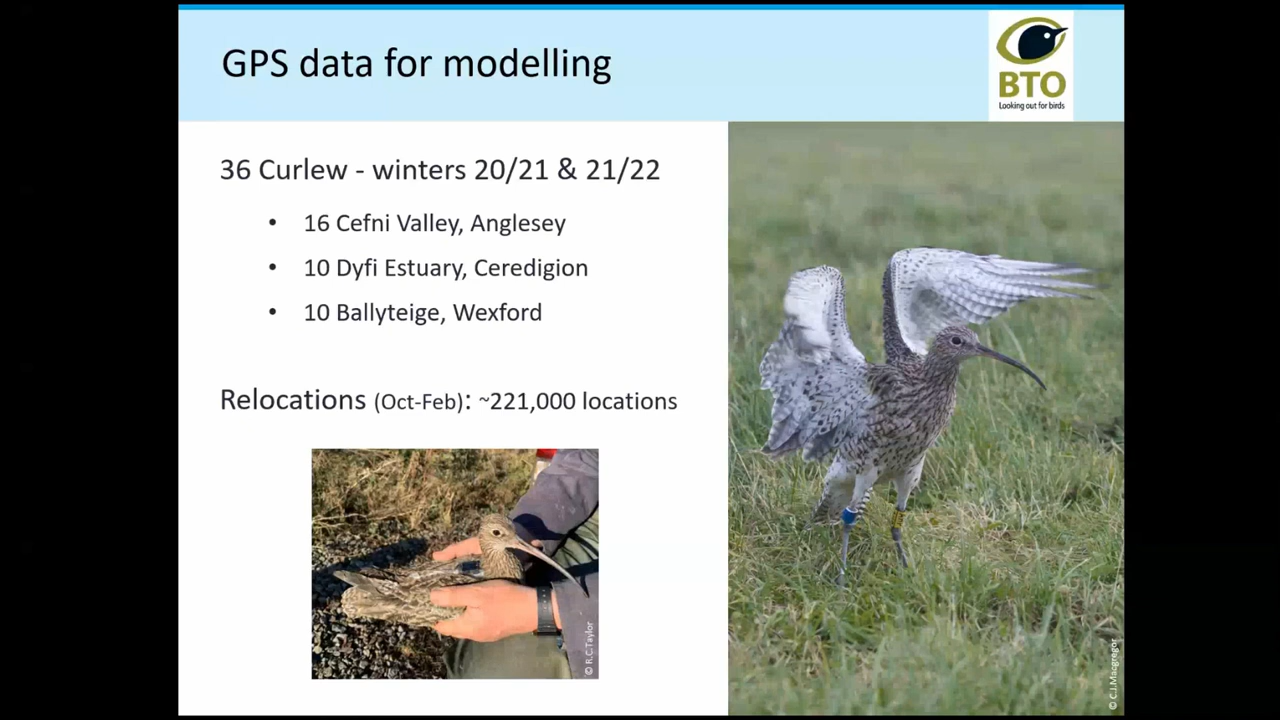 GPS data for modelling
BTO
Looking out for birds
36 Curlew - winters 20/21 & 21/22
• 16 Cefni Valley, Anglesey
• 10 Dyfi Estuary, Ceredigion
• 10 Ballyteige, Wexford
Relocations (Oct-Feb): ~221,000 locations
© R.C.Taylor
© C.J.Macgregor